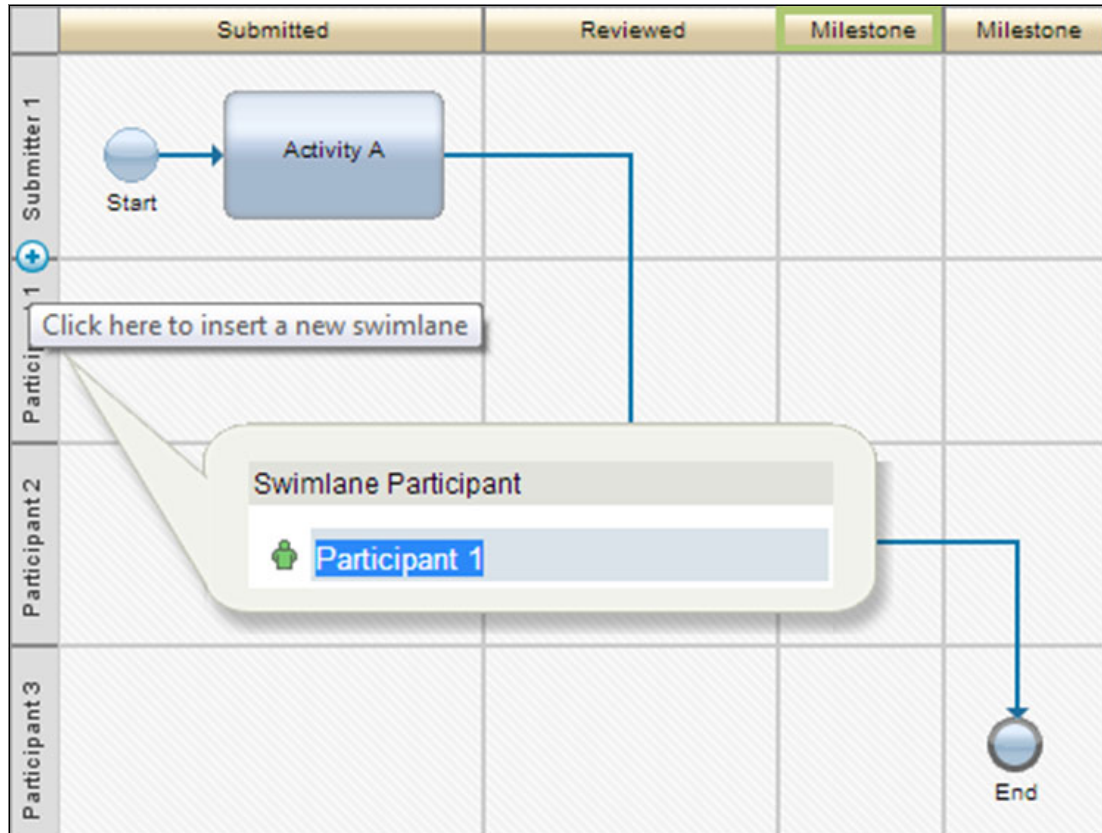 Submitted Reviewed Milestone Milestone
Submitter 1
Activity A
Start
Click here to insert a new swimlane
Swimlane Participant
Participant 1
Participant 2
Participant 3
End